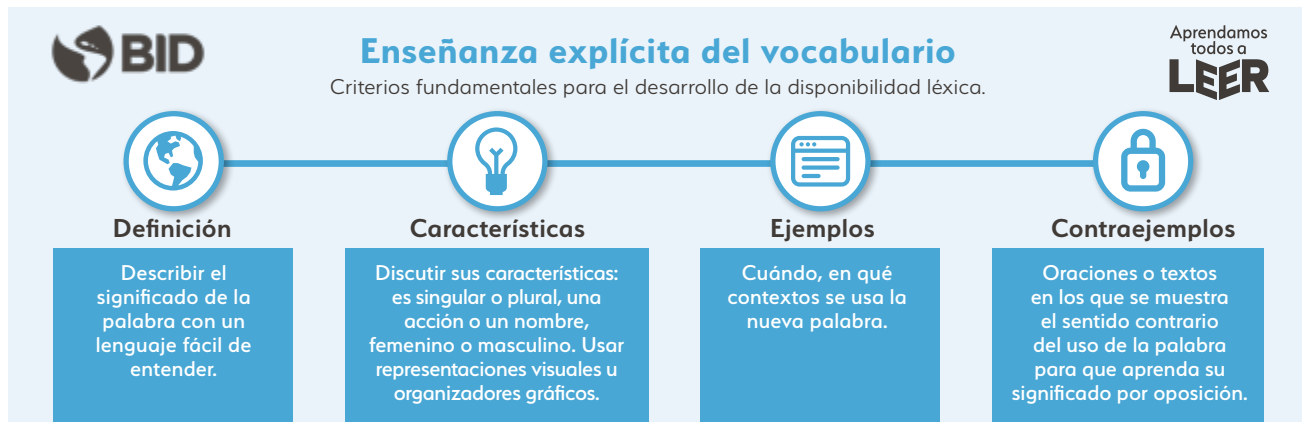 BID
Enseñanza explícita del vocabulario
Criterios fundamentales para el desarrollo de la disponibilidad léxica.
Aprendamos
todos a
LEER
Definición
Describir el
significado de la
palabra con un
lenguaje fácil de
entender.
Características
Discutir sus características:
es singular o plural, una
acción o un nombre,
femenino o masculino. Usar
representaciones visuales u
organizadores gráficos.
Ejemplos
Cuándo, en qué
contextos se usa la
nueva palabra.
Contraejemplos
Oraciones o textos
en los que se muestra
el sentido contrario
del uso de la palabra
para que aprenda su
significado por oposición.